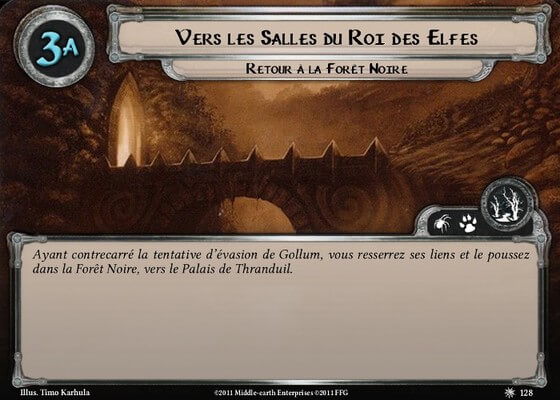 3A
VERS LES SALLES DU ROI DES ELFES
RETOUR À LA FORÊT NOIRE
Ayant contrecarré la tentative d'évasion de Gollum, vous resserrez ses liens et le poussez
dans la Forêt Noire, vers le Palais de Thranduil.
Illus. Timo Karhula
©2011 Middle-earth Enterprises ©2011 FFG
128